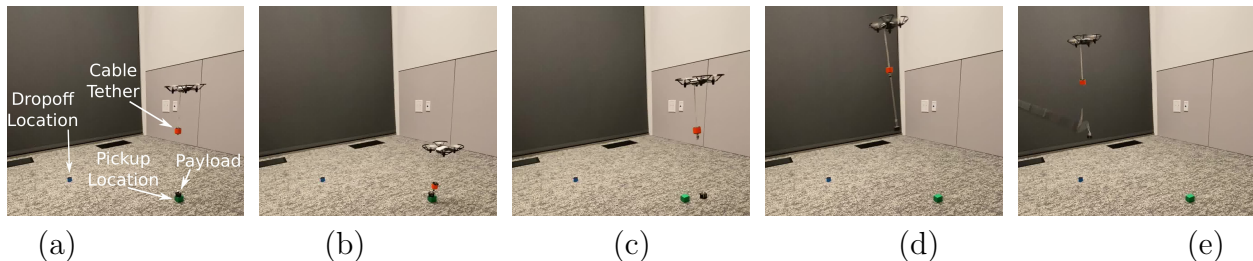 Cable
Tether
Dropoff
Location
Pickup
Location
Payload
(a)
(b)
(c)
(d)
(e)